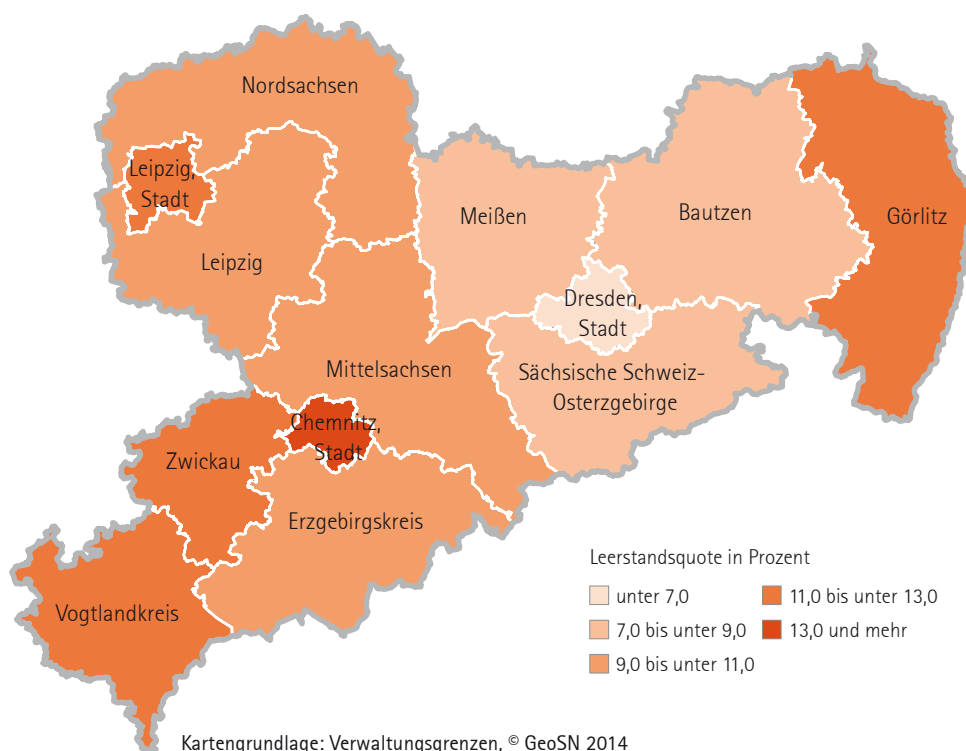 Nordsachsen
Leipzig,
Stadt
Meißen
Bautzen
Görlitz
Leipzig
Dresden,
Stadt
Mittelsachsen
Sächsische Schweiz-
Osterzgebirge
Chemnitz,
Stadt
Zwickau
Erzgebirgskreis
Vogtlandkreis
Leerstandsquote in Prozent
unter 7,0
7,0 bis unter 9,0
9,0 bis unter 11,0
11,0 bis unter 13,0
13,0 und mehr
Kartengrundlage: Verwaltungsgrenzen, © GeoSN 2014